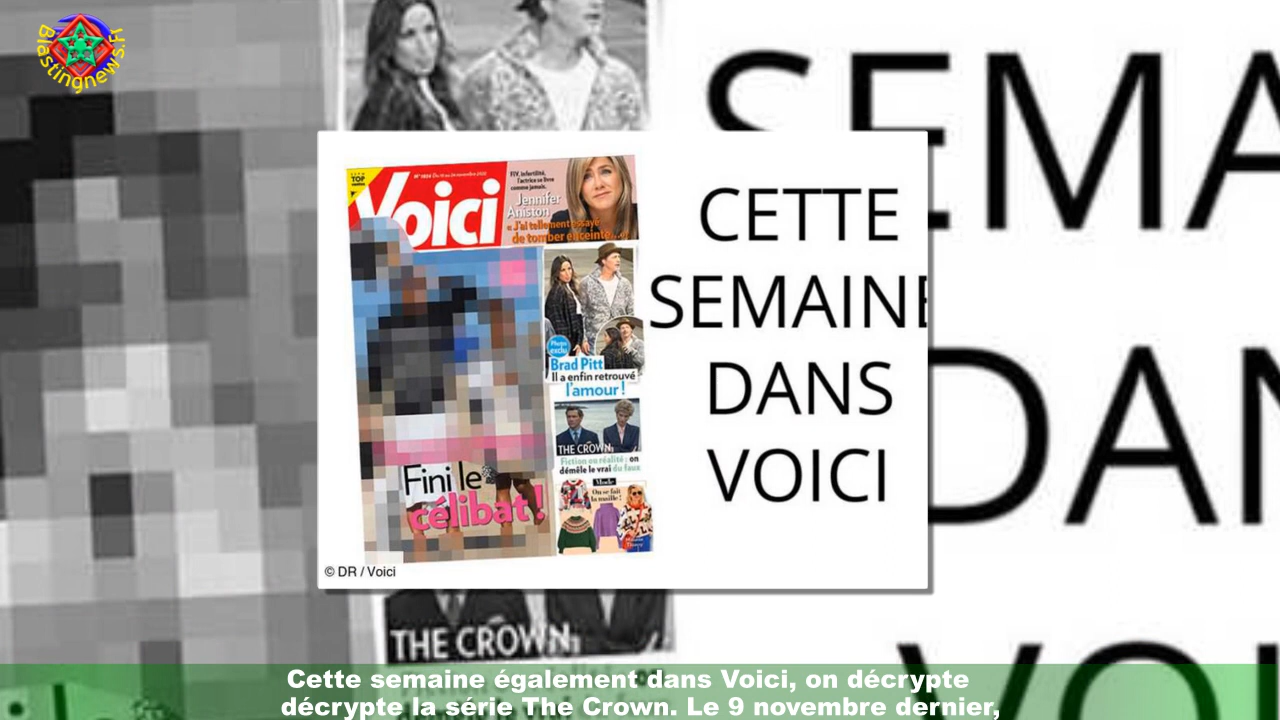 Blastingnews.fr
SEMA
DAN
VO
THE CROWN
TOP
Voici
FIV, infertilité,
l'actrice se livre
comme jamais.
Jennifer
Aniston
« J'ai tellement essayé
de tomber enceinte...
Photos
exclu
Brad Pitt
Il a enfin retrouvé
l'amour !
THE CROWN
Fiction ou réalité : on
démêle le vrai du faux
Mode
On se fait
la maille !
Fini le
célibat !
CETTE
SEMAINE
DANS
VOICI
© DR / Voici
Cette semaine également dans Voici, on décrypte
décrypte la série The Crown. Le 9 novembre dernier,